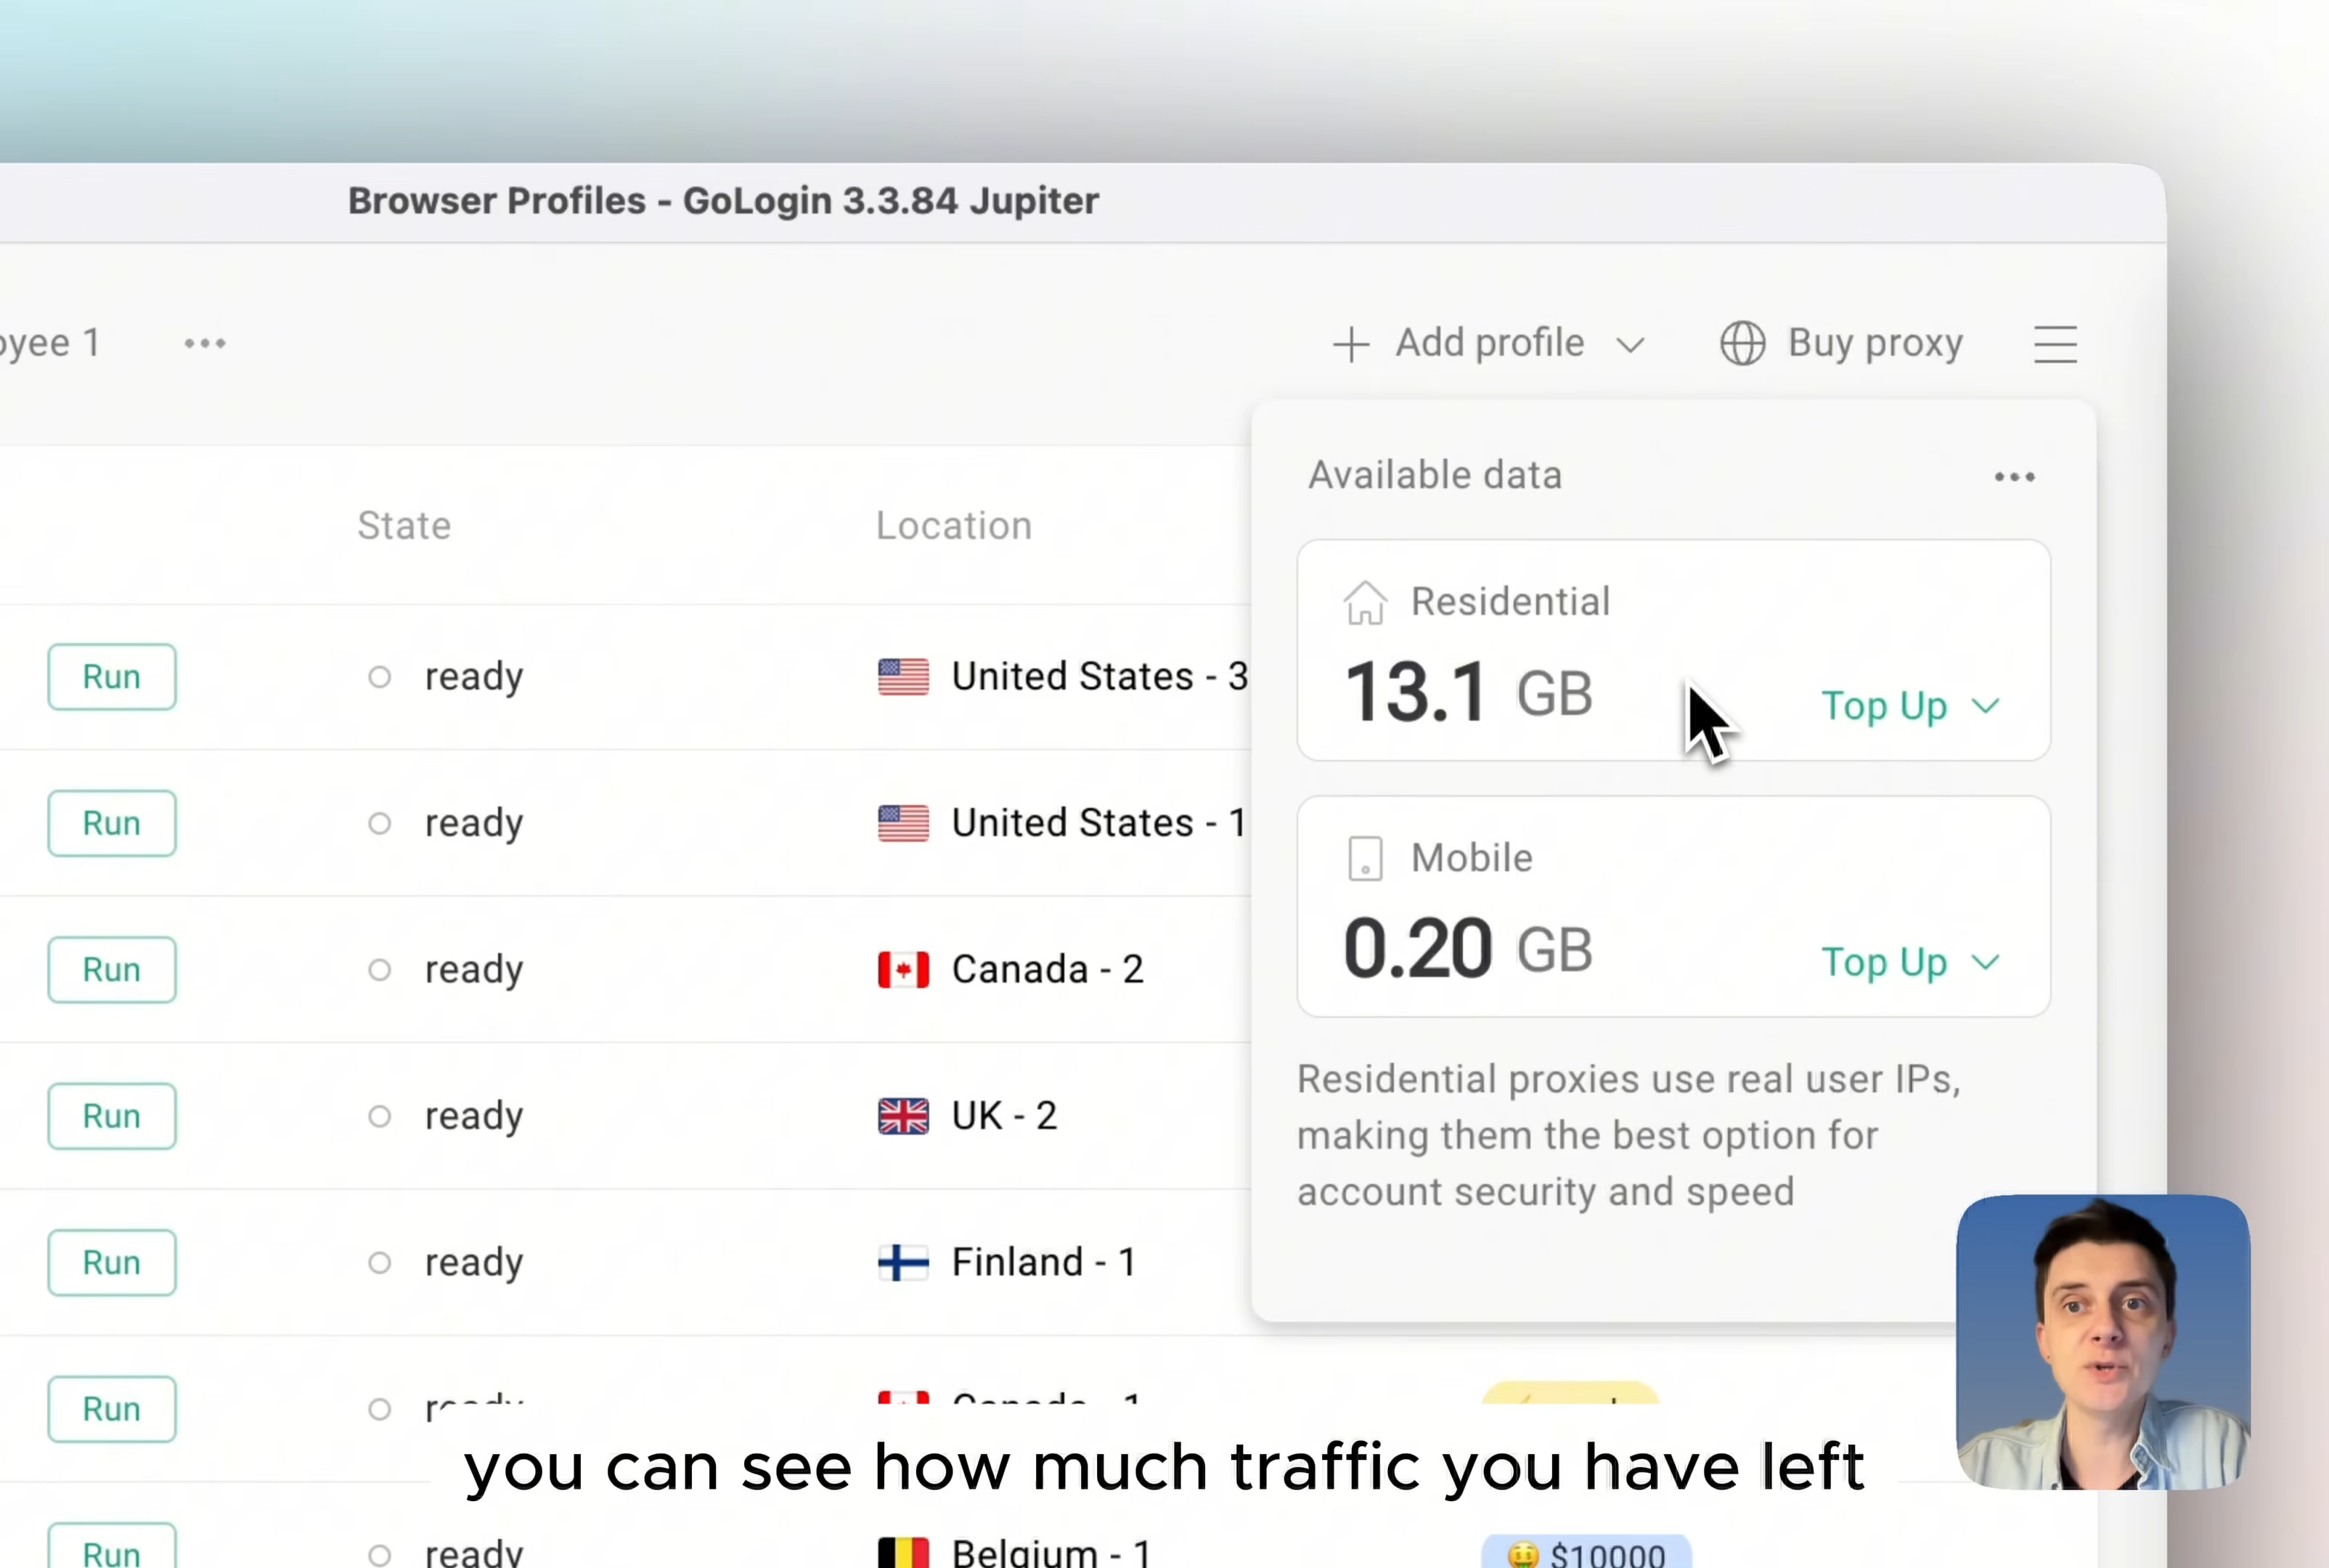 Browser Profiles - GoLogin 3.3.84 Jupiter
oyee 1
Add profile
Buy proxy
State
Location
Available data
Residential
13.1 GB
Top Up
Mobile
0.20 GB
Top Up
Residential proxies use real user IPs,
making them the best option for
account security and speed
Run ready United States - 3
Run ready United States - 1
Run ready Canada - 2
Run ready UK - 2
Run ready Finland - 1
Run ready Canada - 1
you can see how much traffic you have left
Run ready Belgium - 1 $10000